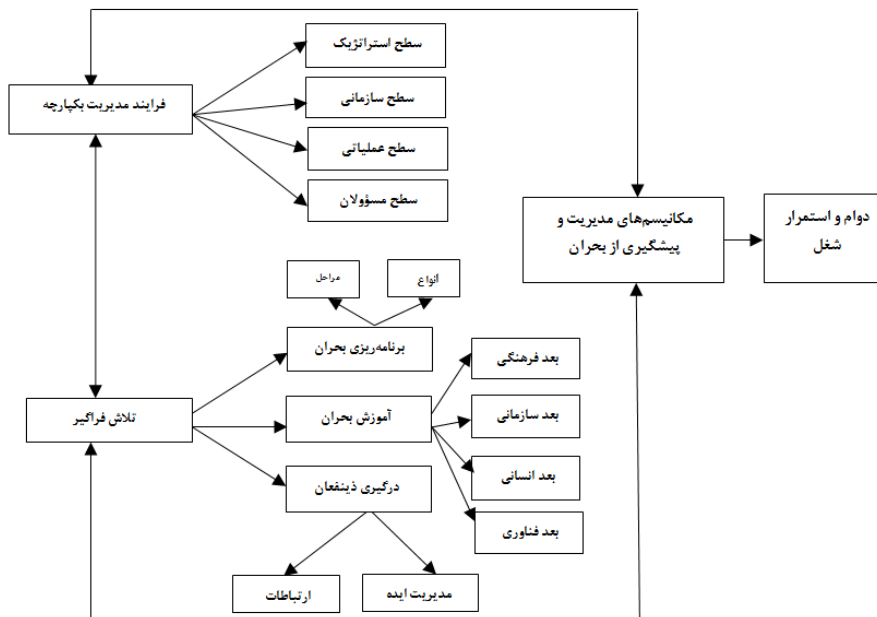 سطح استراتژیک
سطح سازمانی
فرایند مدیریت یکپارچه
سطح عملیاتی
سطح مسؤولان
مکانیسم‌های مدیریت و
پیشگیری از بحران
دوام و استمرار
شغل
مراحل
انواع
برنامه‌ریزی بحران
بعد فرهنگی
تلاش فراگیر
آموزش بحران
بعد سازمانی
درگیری ذینفعان
بعد انسانی
بعد فناوری
ارتباطات
مدیریت ایده